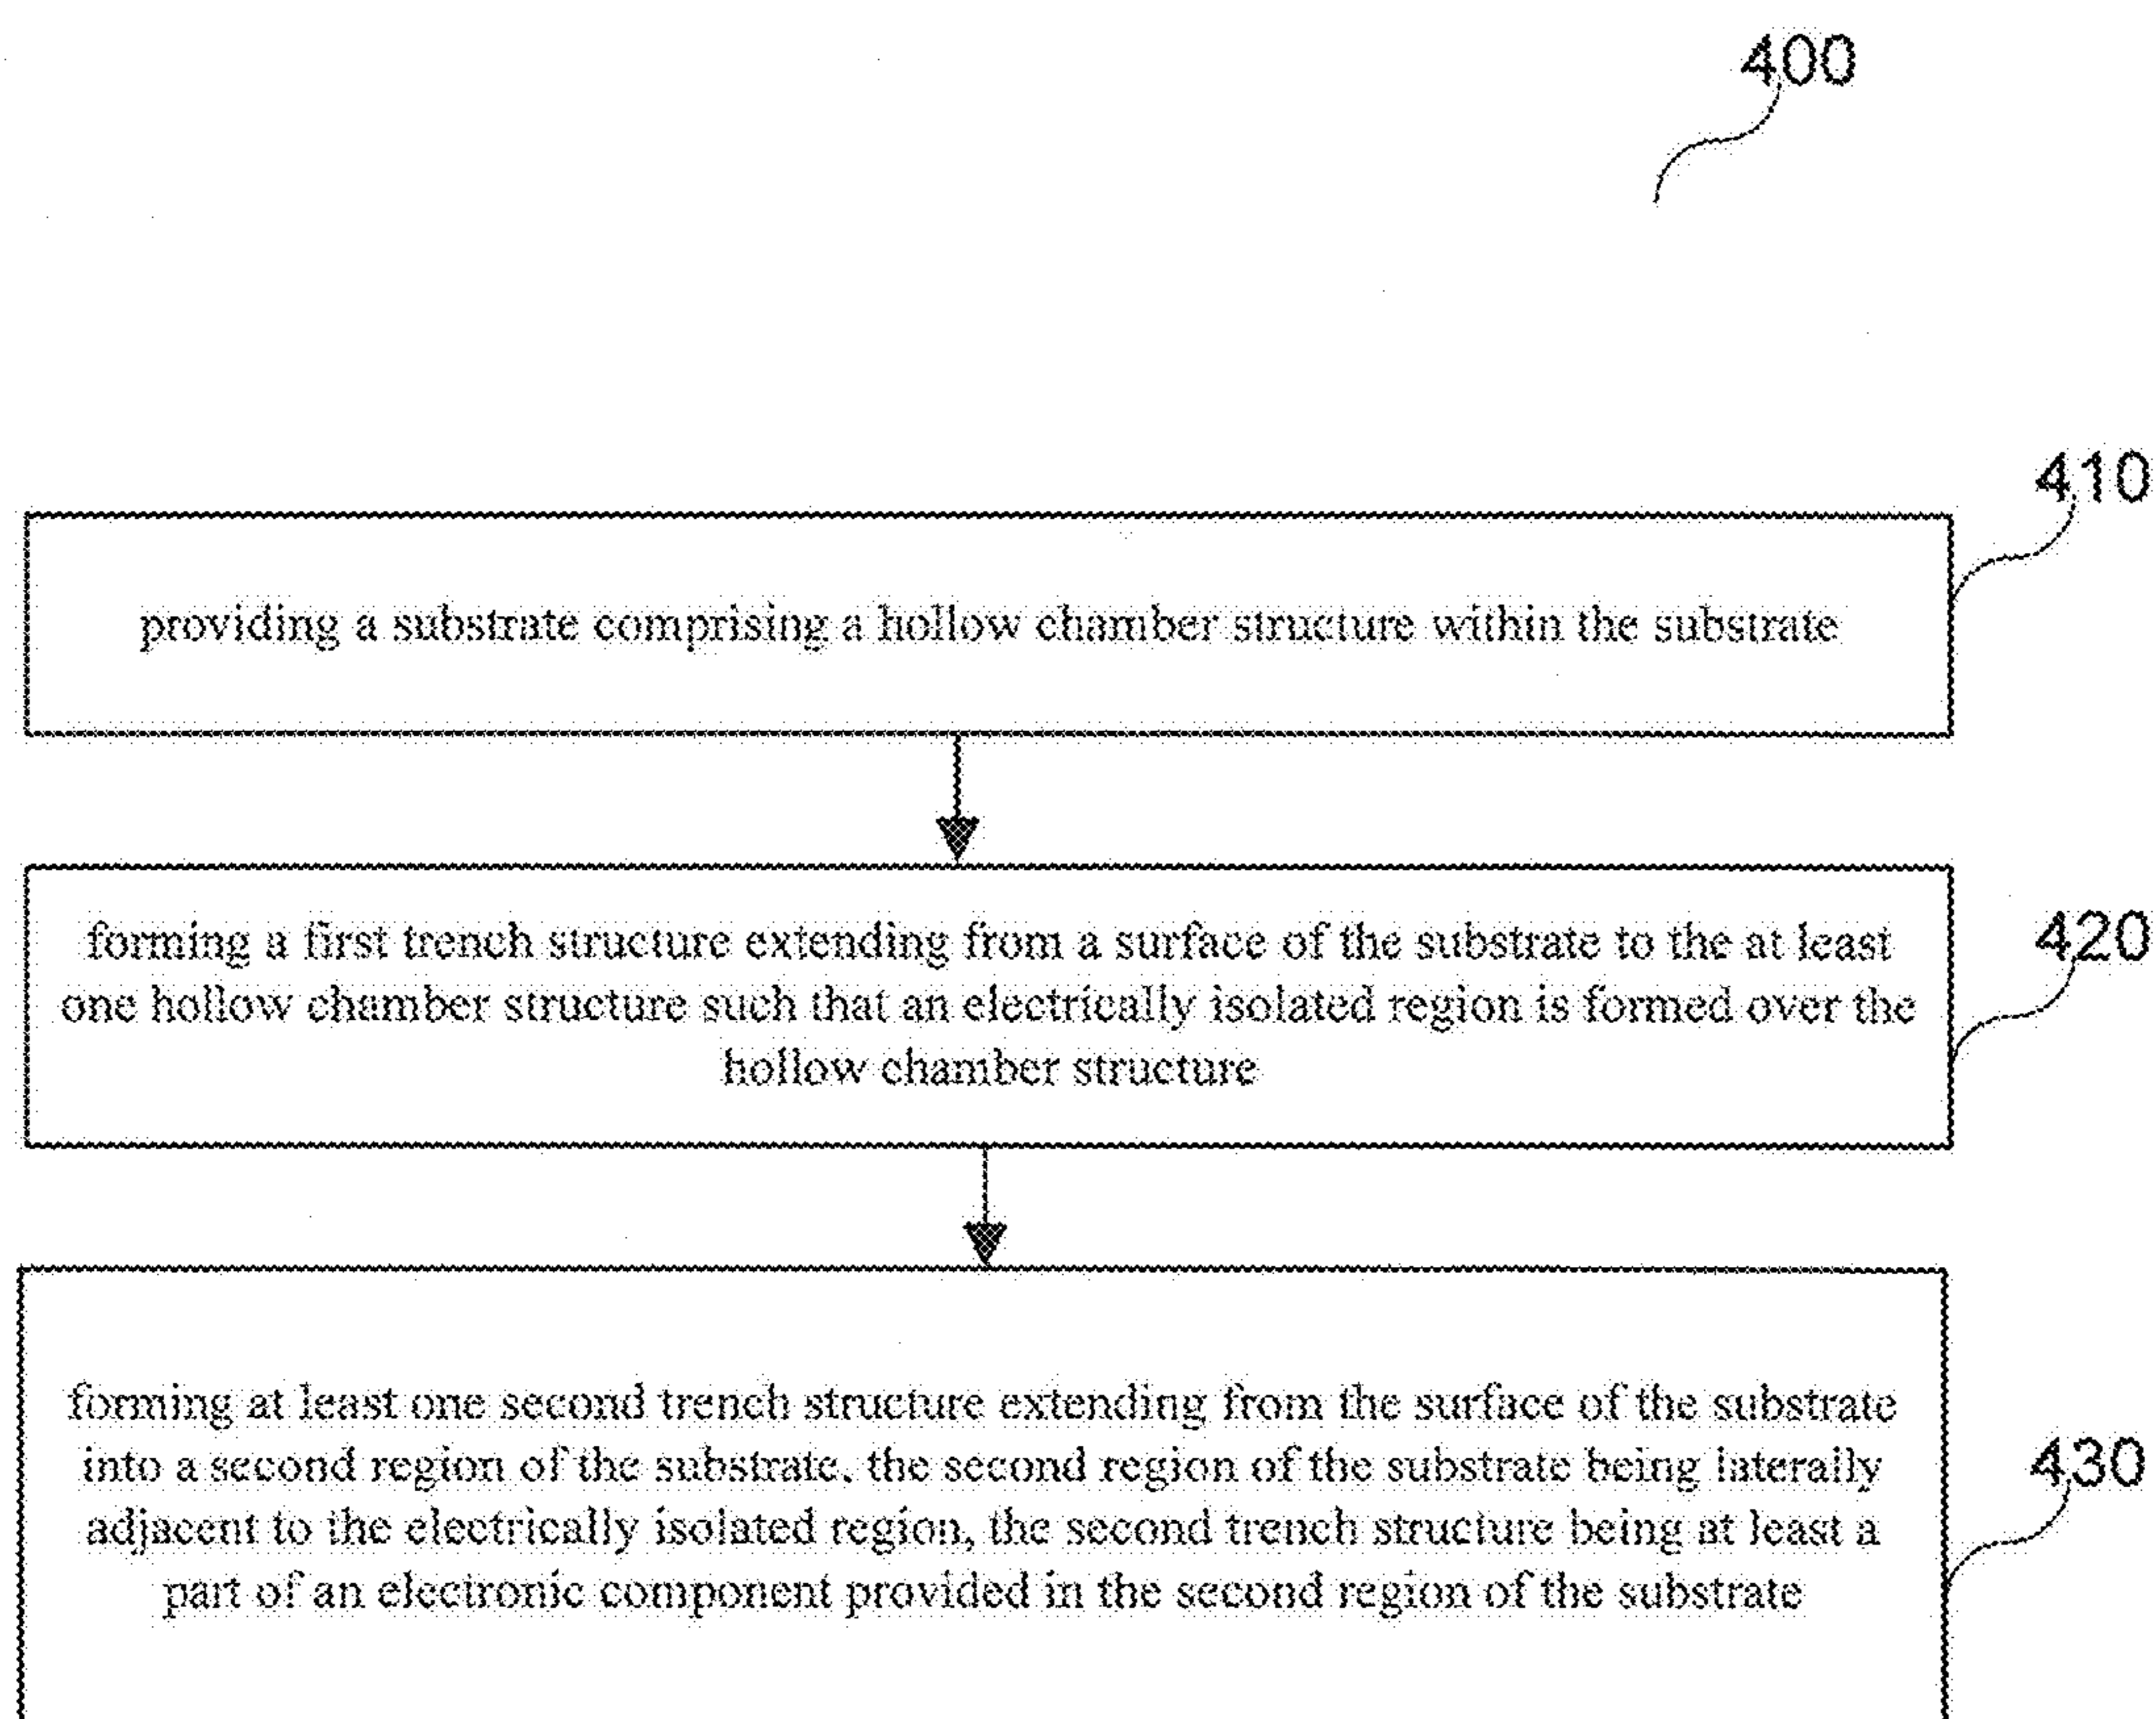 400
410
providing a substrate comprising a hollow chamber structure within the substrate
420
forming a first trench structure extending from a surface of the substrate to the at least
one hollow chamber structure such that an electrically isolated region is formed over the
hollow chamber structure
430
forming at least one second trench structure extending from the surface of the substrate
into a second region of the substrate, the second region of the substrate being laterally
adjacent to the electrically isolated region, the second trench structure being at least a
part of an electronic component provided in the second region of the substrate